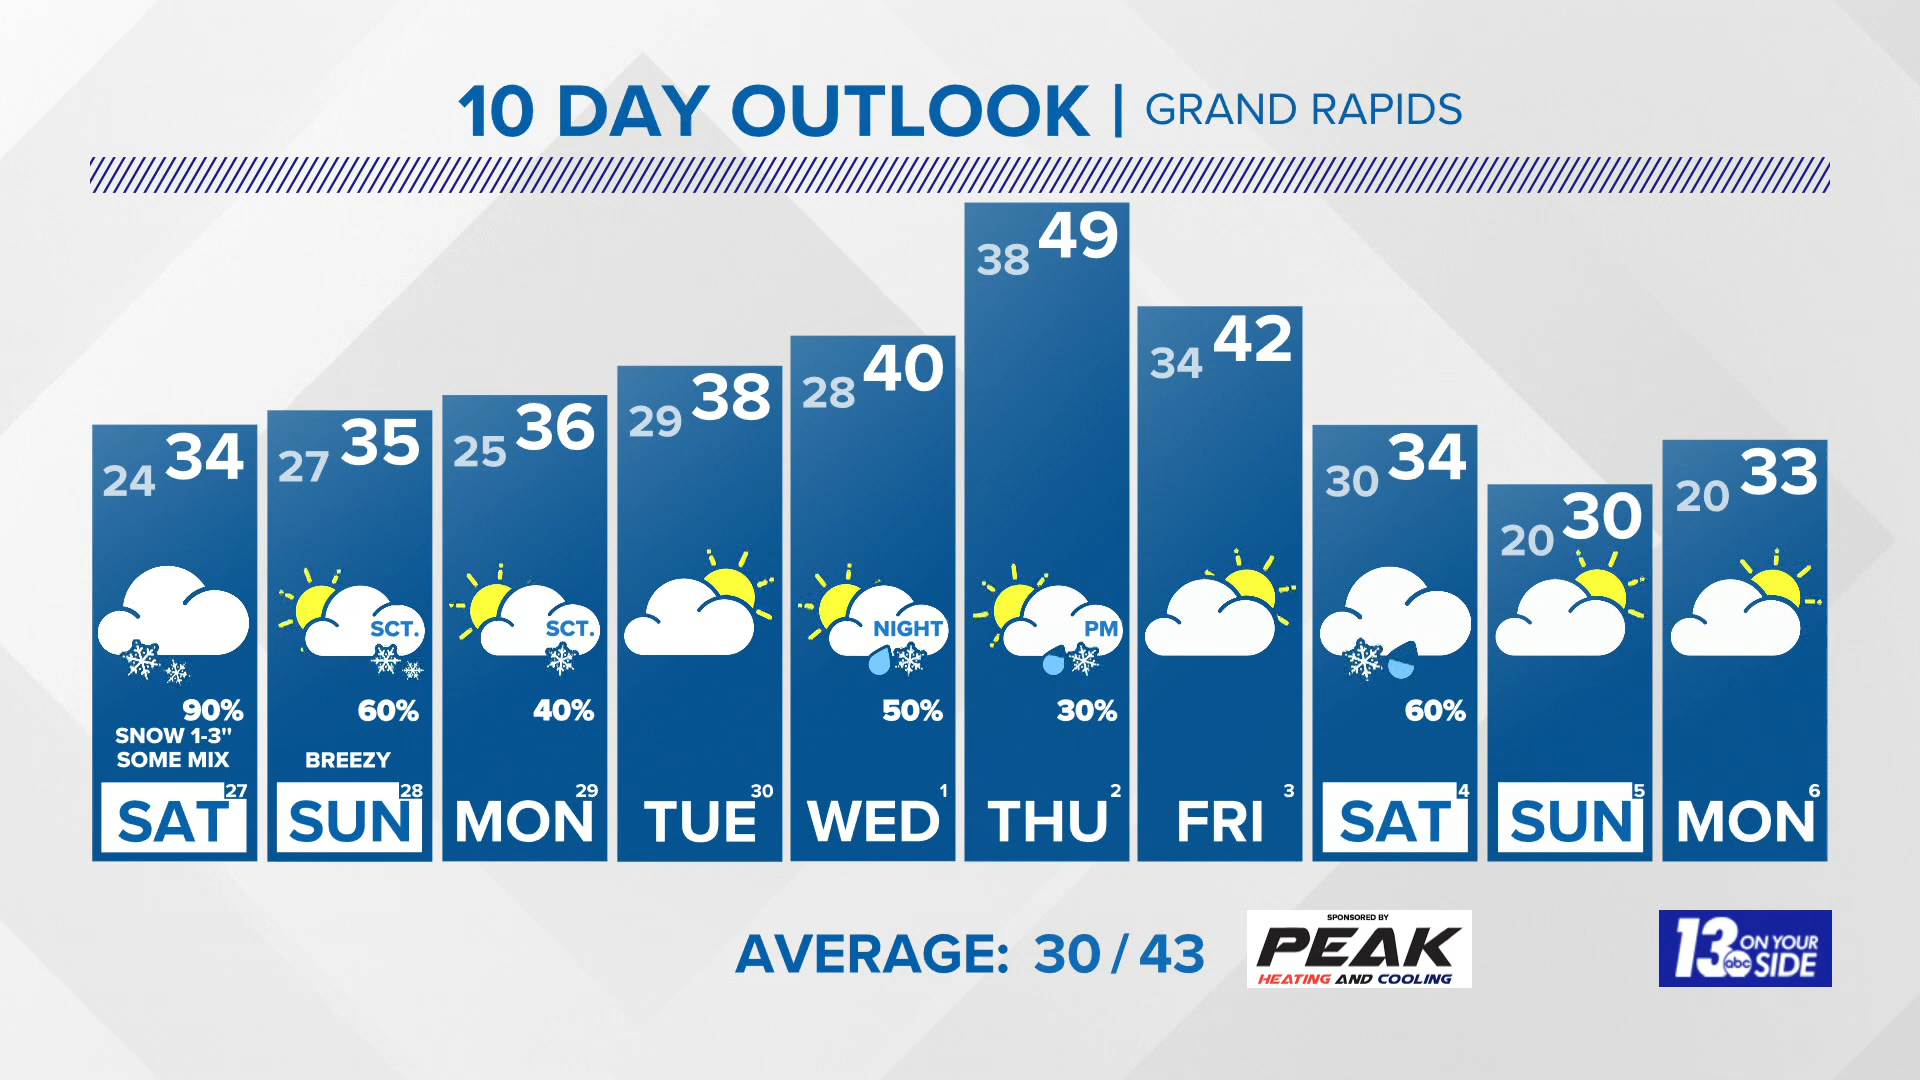 10 DAY OUTLOOK | GRAND RAPIDS
24 34
SCT.
90%
SNOW 1-3"
SOME MIX
SAT 27
27 35
SCT.
60%
BREEZY
SUN 28
25 36
40%
MON 29
29 38
TUE 30
28 40
NIGHT
50%
WED 1
38 49
PM
30%
THU 2
34 42
FRI 3
30 34
60%
SAT 4
20 30
SUN 5
20 33
MON 6
AVERAGE: 30 / 43
SPONSORED BY
PEAK
HEATING AND COOLING
13 ON YOUR
abc SIDE